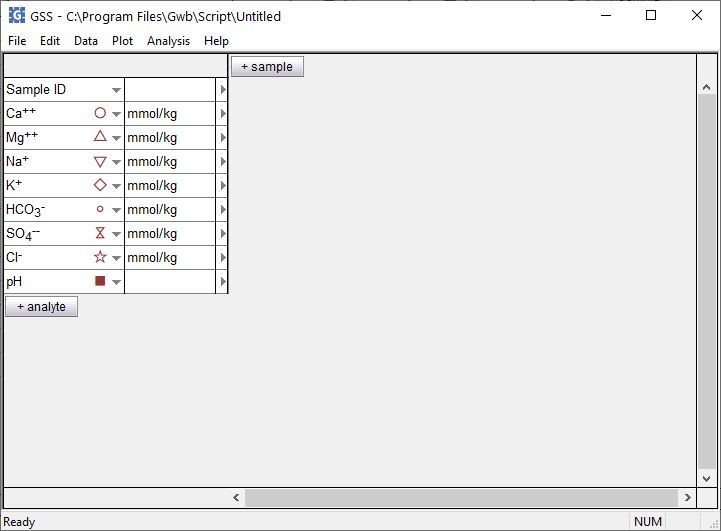 GSS - C:\Program Files\Gwb\Script\Untitled
File Edit Data Plot Analysis Help
+ sample
Sample ID
Ca++ mmol/kg
Mg++ mmol/kg
Na+ mmol/kg
K+ mmol/kg
HCO3- mmol/kg
SO4-- mmol/kg
Cl- mmol/kg
pH
+ analyte
Ready NUM